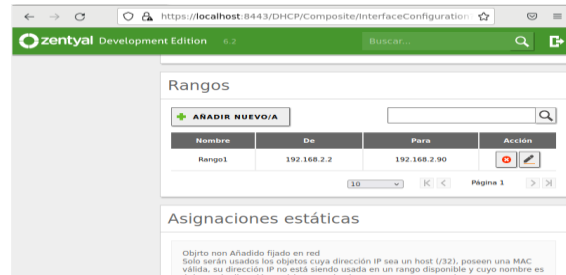 https://localhost:8443/DHCP/Composite/InterfaceConfiguration
zentyal Development Edition 6.2
Buscar...
Rangos
AÑADIR NUEVO/A
Nombre De Para Acción
Rango1 192.168.2.2 192.168.2.90
10 Página 1
Asignaciones estáticas
Objrto non Añadido fijado en red
Solo serán usados los objetos cuya dirección IP sea un host (/32), poseen una MAC
válida, su dirección IP no está siendo usada en un rango disponible y cuyo nombre es